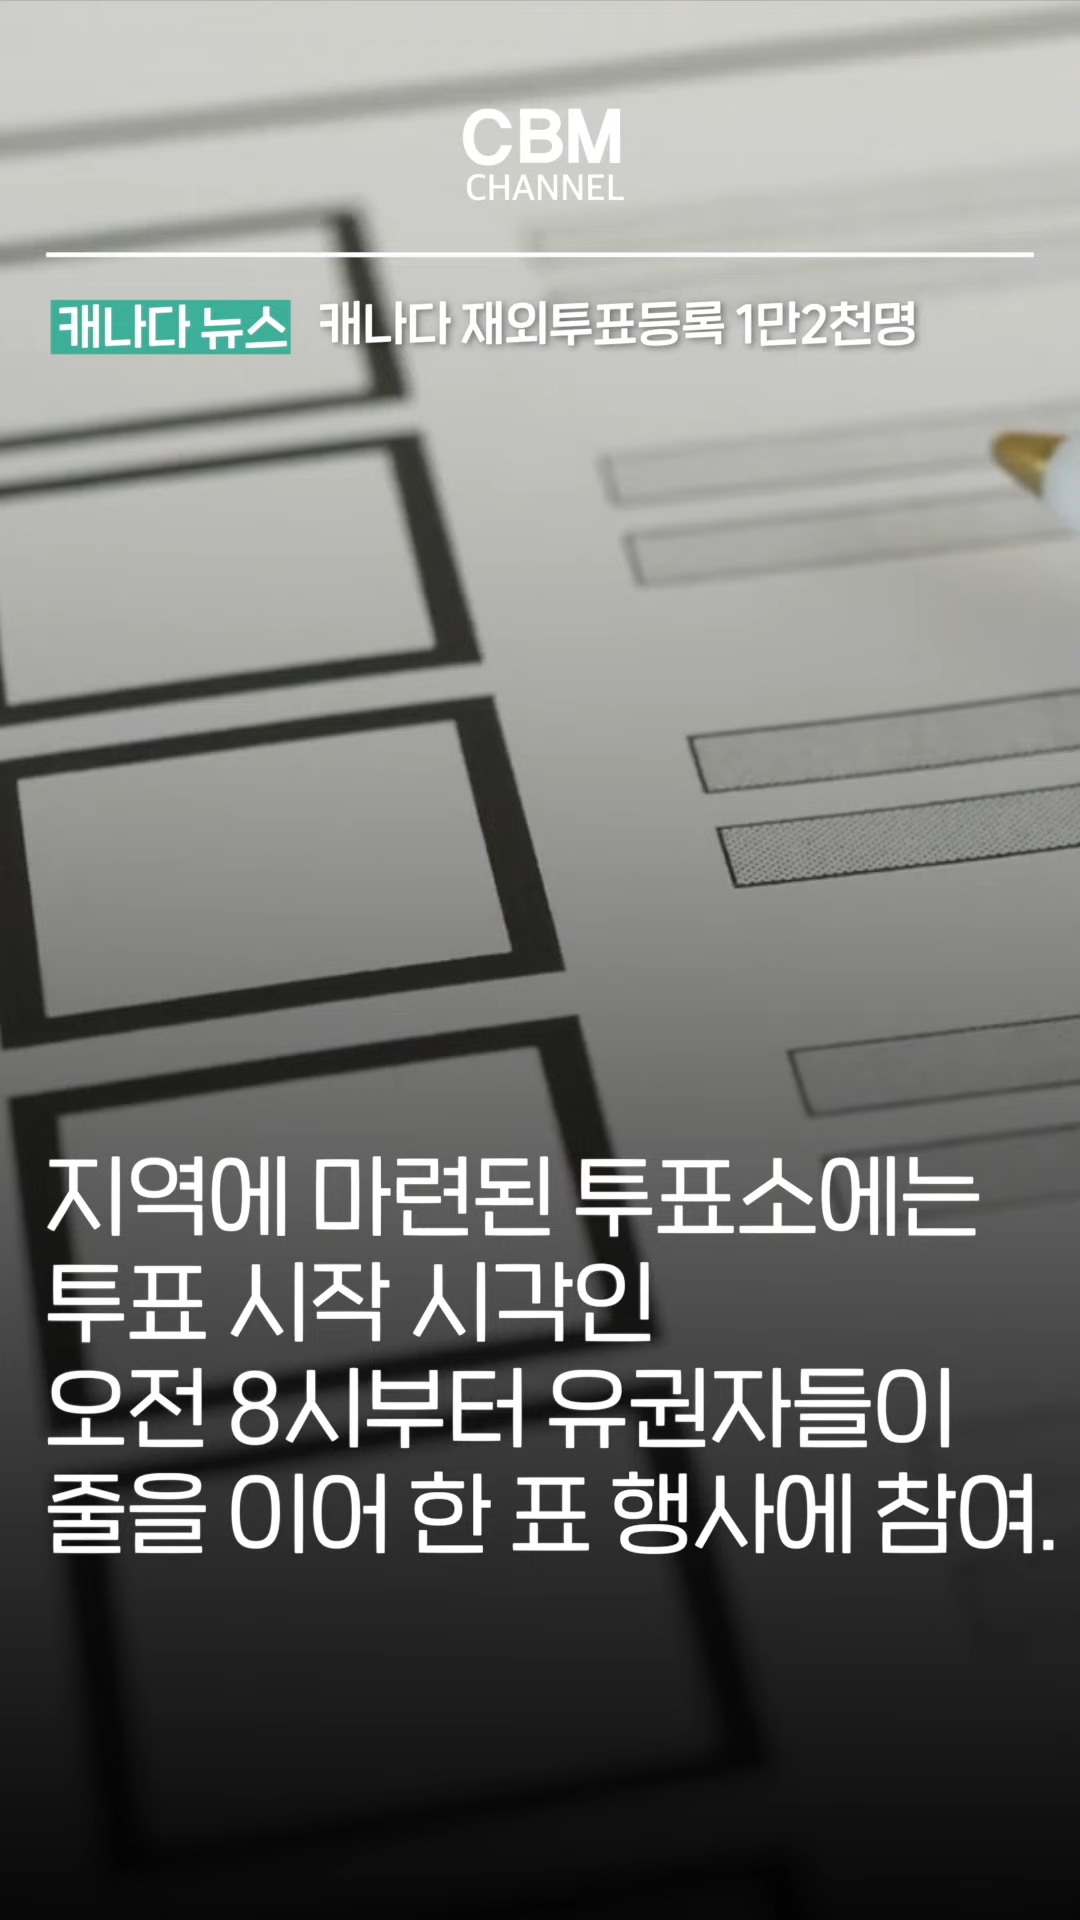 CBM
CHANNEL
캐나다 뉴스 캐나다 재외투표등록 1만2천명
지역에 마련된 투표소에는
투표 시작 시각인
오전 8시부터 유권자들이
줄을 이어 한 표 행사에 참여.